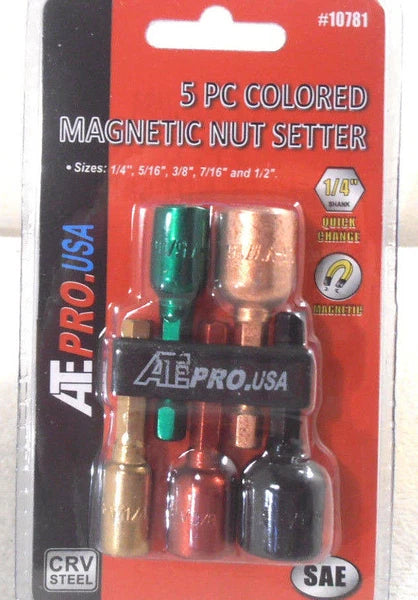 #10781
5 PC COLORED
MAGNETIC NUT SETTER
• Sizes: 1/4", 5/16", 3/8", 7/16" and 1/2".
1/4"
SHANK
QUICK
CHANGE
MAGNETIC
ATE PRO.USA
ATE PRO.USA
CRV
STEEL
SAE